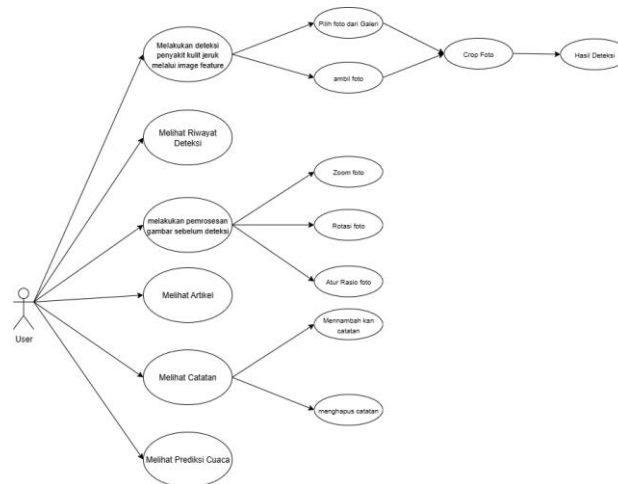 Melakukan deteksi
penyakit kulit jeruk
melalui image feature
Pilih foto dari Galeri
ambil foto
Crop Foto
Hasil Deteksi
Melihat Riwayat
Deteksi
melakukan pemrosesan
gambar sebelum deteksi
Zoom foto
Rotasi foto
Atur Rasio foto
Melihat Artikel
User
Melihat Catatan
Mennambah kan
catatan
menghapus catatan
Melihat Prediksi Cuaca